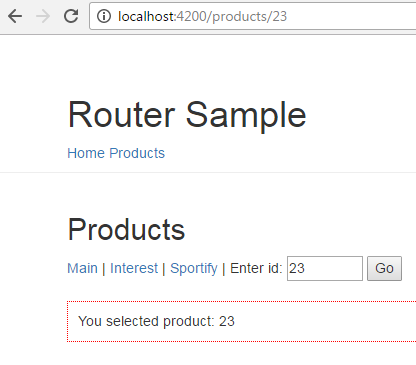 localhost:4200/products/23
Router Sample
Home Products
Products
Main | Interest | Sportify | Enter id: 23 Go
You selected product: 23